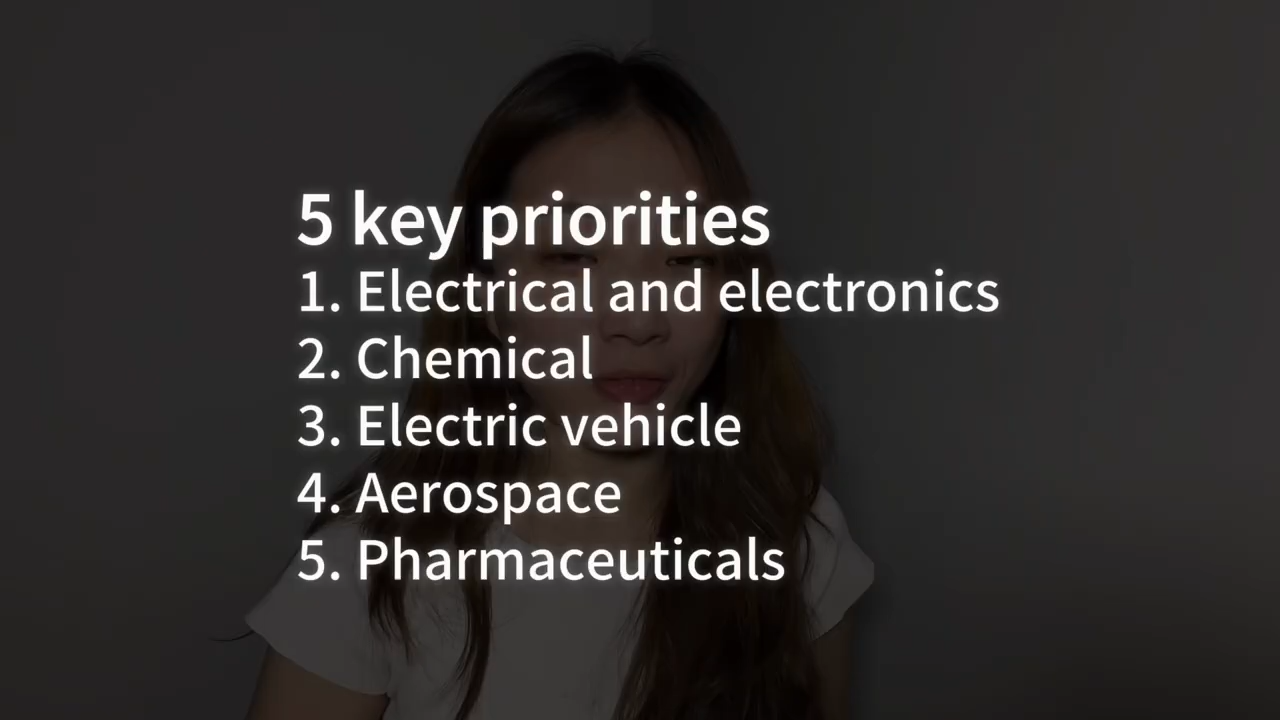 5 key priorities
1. Electrical and electronics
2. Chemical
3. Electric vehicle
4. Aerospace
5. Pharmaceuticals